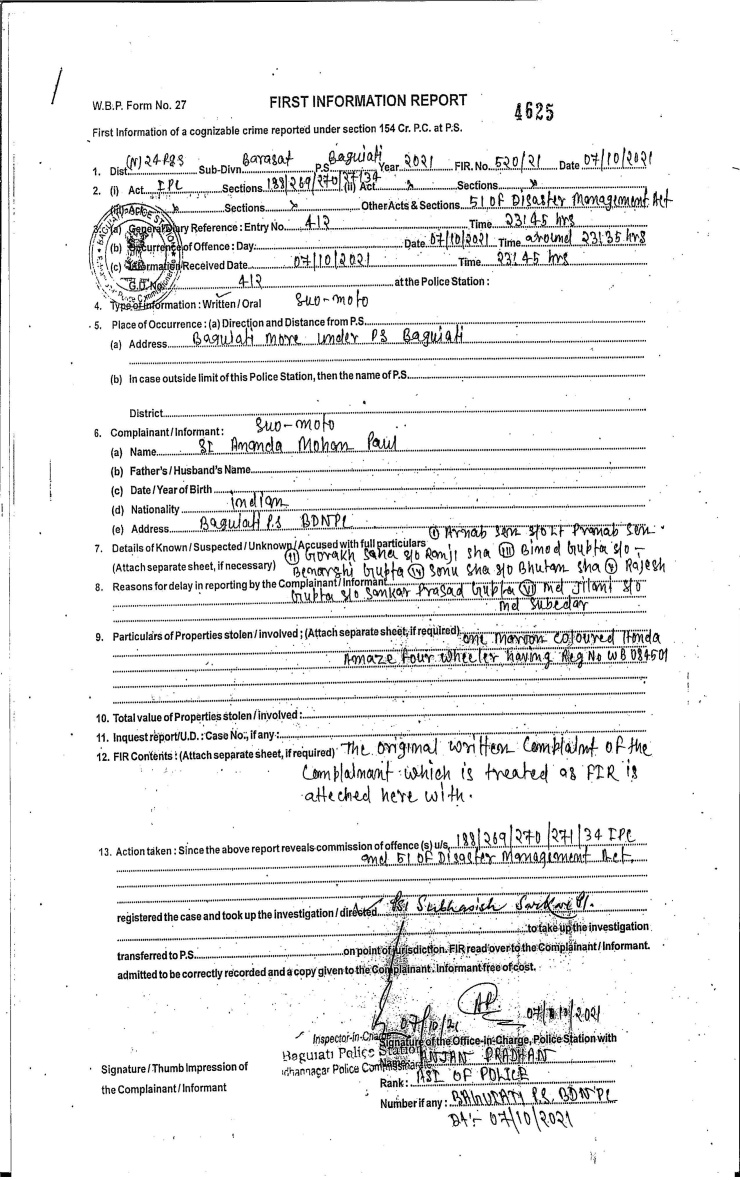 W.B.P. Form No. 27
FIRST INFORMATION REPORT
4625
First Information of a cognizable crime reported under section 154 Cr. P.C. at P.S.
1. Dist (N) 24 PGS Sub-Divn. Barasat P.S Baguiati Year 2021 FIR. No. 520/21 Date 07/10/2021
2. (i) Act IPC Sections 188/269/270/271/34 (ii) Act Sections
(iii) Act Sections Other Acts & Sections 51 OF Disaster Management Act
3. (a) General Diary Reference : Entry No. 412 Time 23:45 hrs
(b) Occurrence of Offence : Day: Date 07/10/2021 Time around 23:35 hrs
(c) Information Received Date 07/10/2021 Time 23:45 hrs
G.D. No. 412 at the Police Station :
4. Type of Information : Written / Oral Suo-moto
5. Place of Occurrence : (a) Direction and Distance from P.S.
(a) Address Baguiati more under PS Baguiati
(b) In case outside limit of this Police Station, then the name of P.S.
District
6. Complainant / Informant : Suo-moto
(a) Name SI Ananda Mohan Paul
(b) Father's / Husband's Name
(c) Date / Year of Birth
(d) Nationality indian
(e) Address Baguiati P.S BDNPC
7. Details of Known / Suspected / Unknown / Accused with full particulars (i) Arnab Sen S/o Lt Pranab Sen.
(Attach separate sheet, if necessary) (ii) Gorakh Saha s/o Ranji sha (iii) Binod Gupta s/o -
Benarshi Gupta (iv) Sonu sha s/o Bhutan sha (v) Rajesh
8. Reasons for delay in reporting by the Complainant / Informant
Gupta s/o Sankar Prasad Gupta (vi) md Jilani s/o
md Subedar
9. Particulars of Properties stolen / involved ; (Attach separate sheet, if required) one Maroon coloured Honda
Amaze four wheeler having Reg No
10. Total value of Properties stolen / involved :
11. Inquest report/U.D. : Case No., if any :
12. FIR Contents : (Attach separate sheet, if required) The original written Complaint of the
Complainant which is treated as FIR is
atteched here with.
13. Action taken : Since the above report reveals commission of offence (s) u/s 188/269/270/271/34 IPC
and 51 OF Disaster Management Act.
registered the case and took up the investigation / directed Subhasish Sarkar
to take up the investigation
transferred to P.S. on point of jurisdiction. FIR read over to the Complainant / Informant.
admitted to be correctly recorded and a copy given to the Complainant. Informant free of cost.
AP.
07/10/21
07/10/2021
Inspector-in-Charge
Signature of the Office-in-Charge, Police Station with
Baguiati Police Station
Name ANJAN PRADHAN
idhannagar Police Commissionarate
Signature / Thumb Impression of
Rank : ASI OF POLICE
the Complainant / Informant
Number if any : BAGUIATI P.S. BDNPC
DT:- 07/10/2021